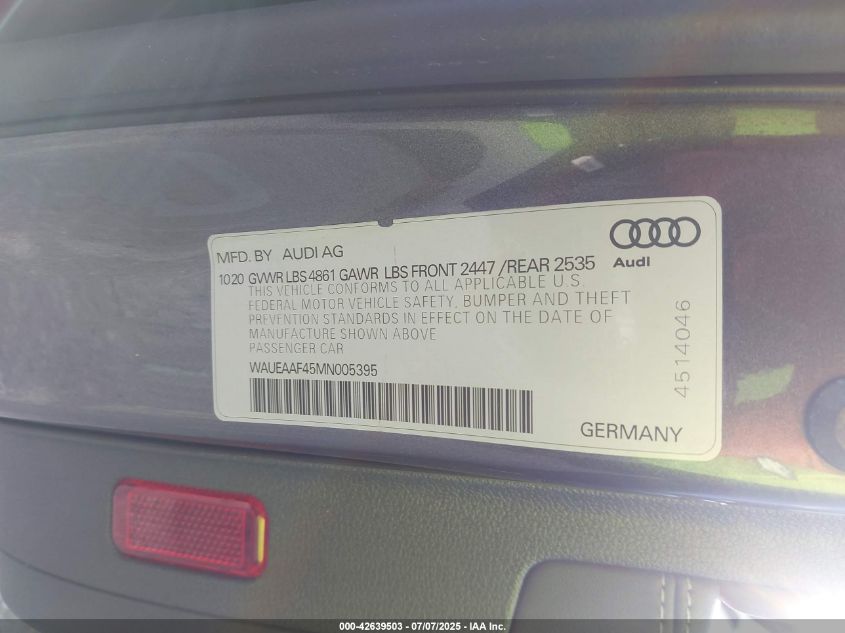 MFD. BY AUDI AG
1020 GVWR LBS 4861 GAWR LBS FRONT 2447 /REAR 2535
THIS VEHICLE CONFORMS TO ALL APPLICABLE U.S.
FEDERAL MOTOR VEHICLE SAFETY, BUMPER AND THEFT
PREVENTION STANDARDS IN EFFECT ON THE DATE OF
MANUFACTURE SHOWN ABOVE
PASSENGER CAR
WAUEAAF45MN005395
Audi
4514046
GERMANY
000-42639503 - 07/07/2025 - IAA Inc.